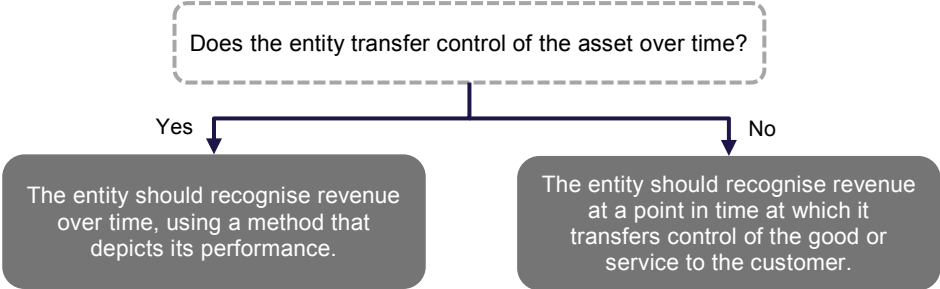 Does the entity transfer control of the asset over time?
Yes
No
The entity should recognise revenue
over time, using a method that
depicts its performance.
The entity should recognise revenue
at a point in time at which it
transfers control of the good or
service to the customer.